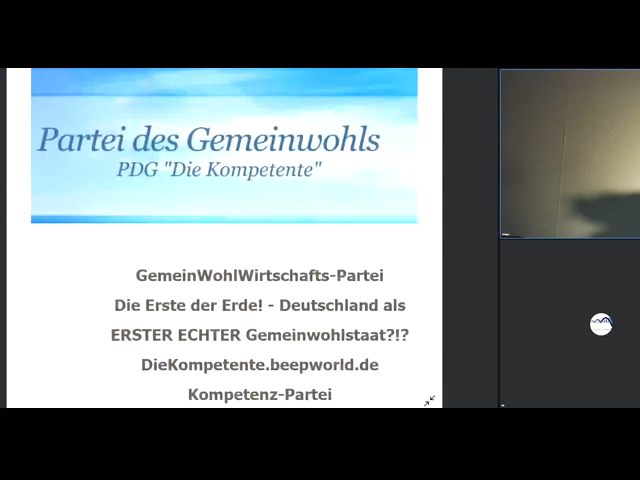 Partei des Gemeinwohls
PDG "Die Kompetente"
GemeinWohlWirtschafts-Partei
Die Erste der Erde! - Deutschland als
ERSTER ECHTER Gemeinwohlstaat?!?
DieKompetente.beepworld.de
Kompetenz-Partei